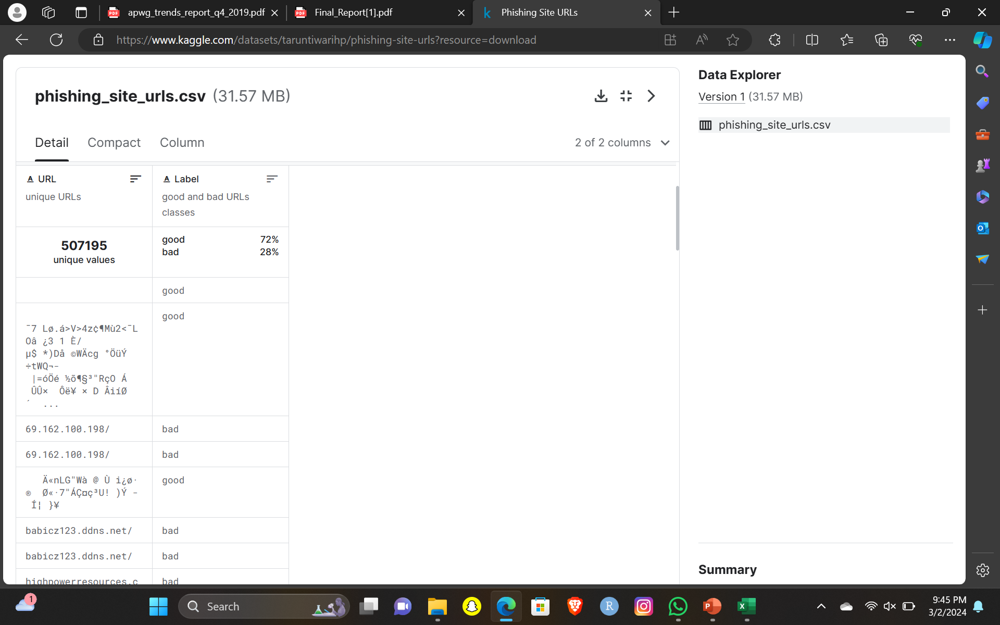 apwg_trends_report_q4_2019.pdf
Final_Report[1].pdf
Phishing Site URLs
https://www.kaggle.com/datasets/taruntiwarihp/phishing-site-urls?resource=download
phishing_site_urls.csv (31.57 MB)
Detail Compact Column
2 of 2 columns
URL
unique URLs
Label
good and bad URLs
classes
507195
unique values
good 72%
bad 28%
good
good
¯7 Lø.á>V>4z¢¶Mù2<¯L
Oâ ¿3 1 È/
µ$ *)Då ©WÄcg °ÖüÝ
÷tWQ¬-
|=óÖé ½õ¶§³"RçO Á
ÛÛ× Ôë¥ × D ÂiíØ
´ ...
69.162.100.198/ bad
69.162.100.198/ bad
Ä«nLG"Wà @ Ù i¿ø· good
® Ø«·7"ÁÇ¤ç³U! )Ý -
Í¦ }¥
babicz123.ddns.net/ bad
babicz123.ddns.net/ bad
highpowerresources.c bad
Data Explorer
Version 1 (31.57 MB)
phishing_site_urls.csv
Summary
1
Search
9:45 PM
3/2/2024